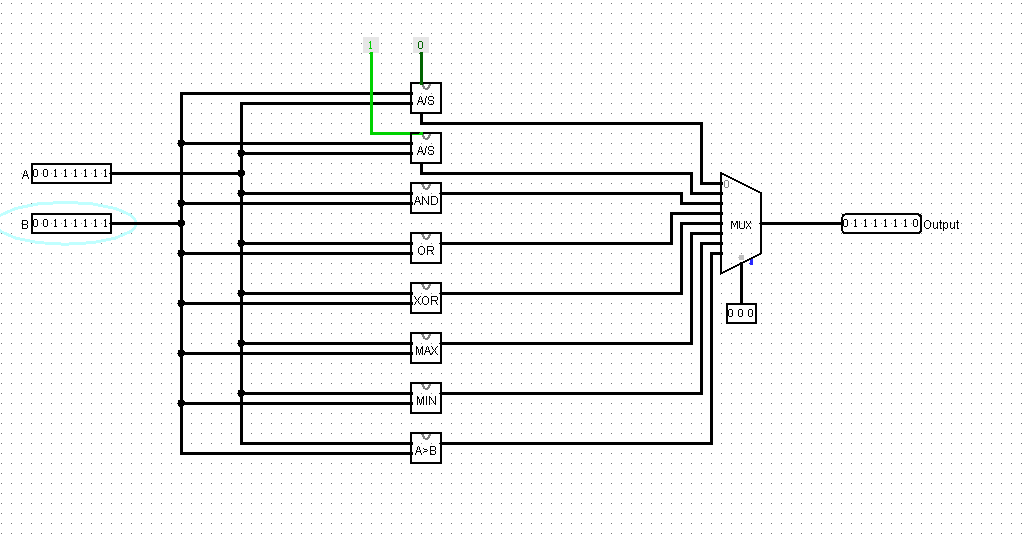 1 0
A/S
A/S
A 0 0 1 1 1 1 1 1
0
AND
B 0 0 1 1 1 1 1 1
MUX
0 1 1 1 1 1 1 0 Output
OR
XOR
0 0 0
MAX
MIN
A>B